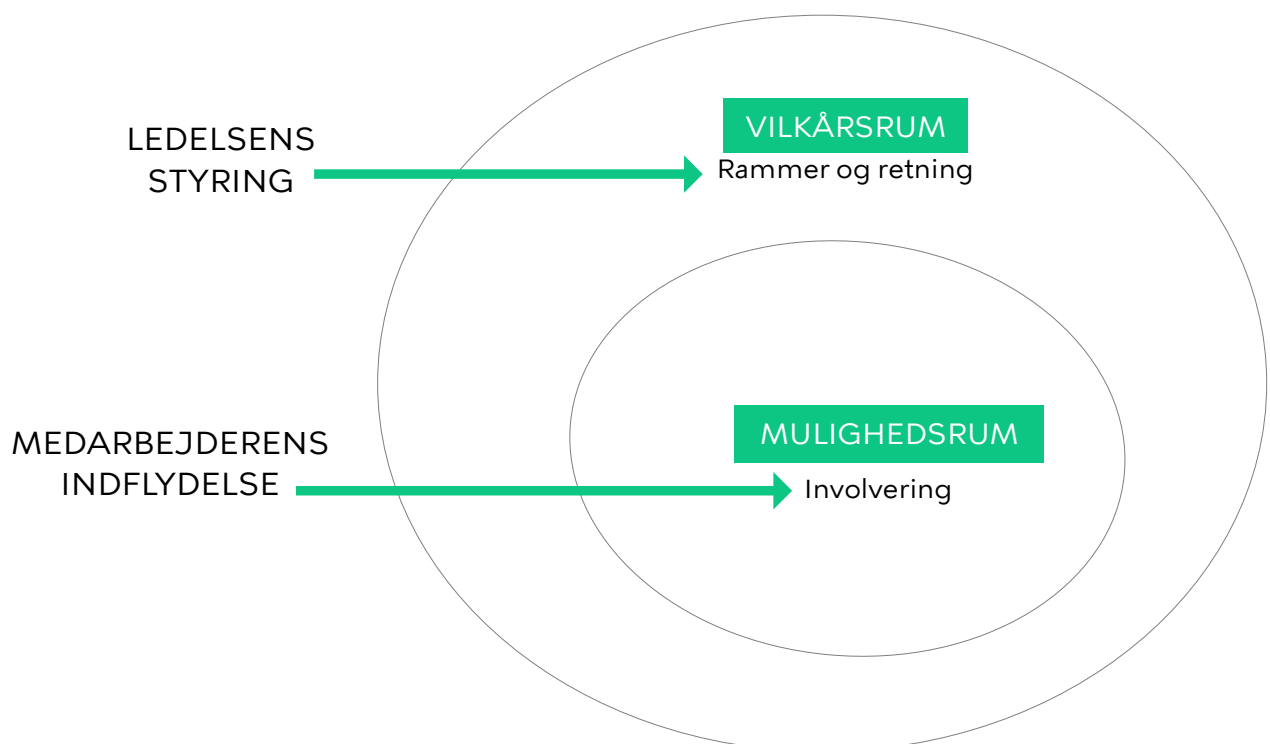 LEDELSENS
STYRING
VILKÅRSRUM
Rammer og retning
MEDARBEJDERENS
INDFLYDELSE
MULIGHEDSRUM
Involvering